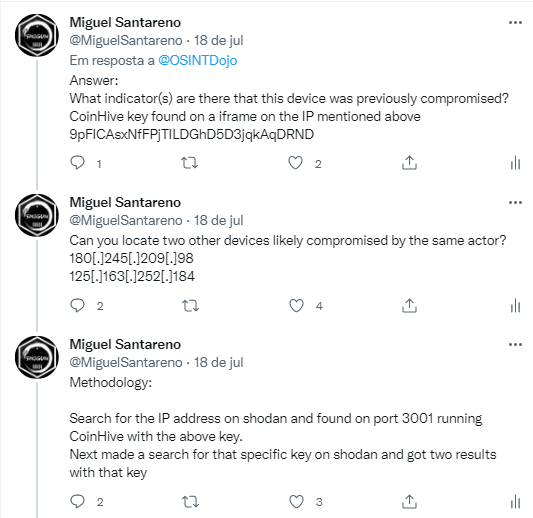 Miguel Santareno
@MiguelSantareno · 18 de jul
Em resposta a @OSINTDojo
Answer:
What indicator(s) are there that this device was previously compromised?
CoinHive key found on a iframe on the IP mentioned above
9pFICAsxNfFPjTILDGhD5D3jqkAqDRND
1
2
Miguel Santareno
@MiguelSantareno · 18 de jul
Can you locate two other devices likely compromised by the same actor?
180[.]245[.]209[.]98
125[.]163[.]252[.]184
2
4
Miguel Santareno
@MiguelSantareno · 18 de jul
Methodology:
Search for the IP address on shodan and found on port 3001 running
CoinHive with the above key.
Next made a search for that specific key on shodan and got two results
with that key
2
3